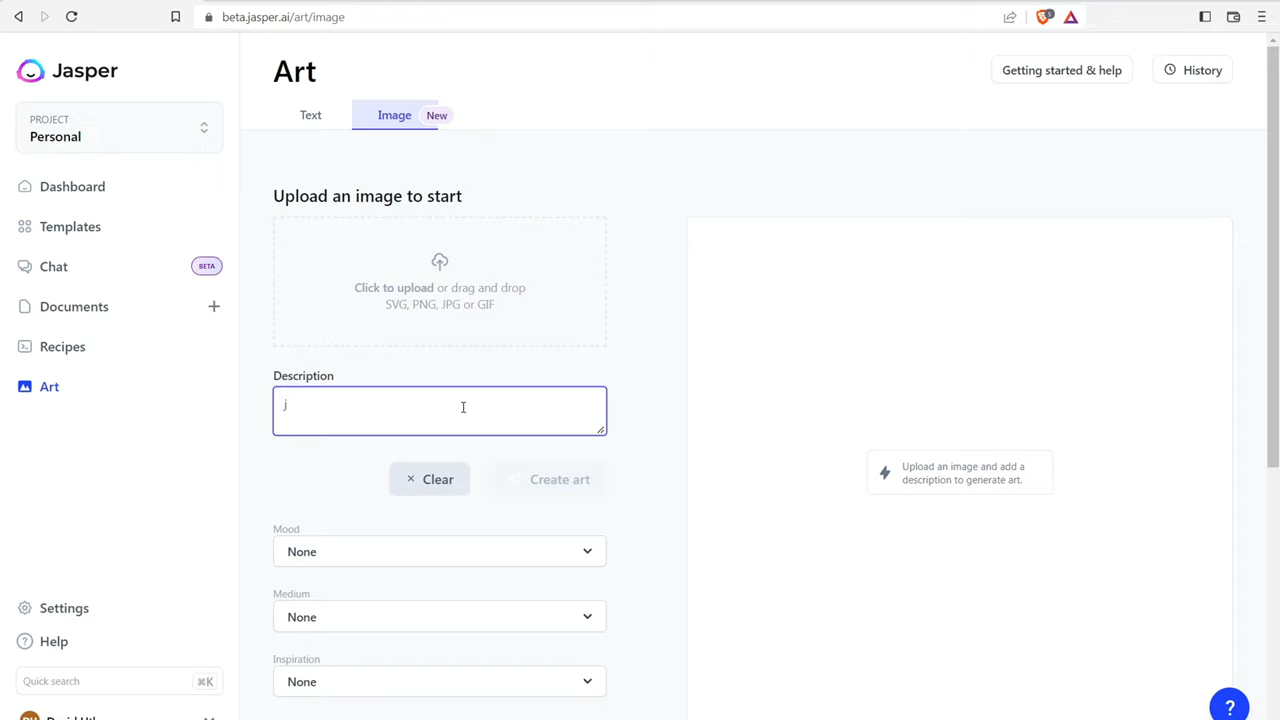 beta.jasper.ai/art/image
5
Jasper
PROJECT
Personal
Dashboard
Templates
Chat
BETA
Documents
Recipes
Art
Settings
Help
Quick search
⌘K
Art
Getting started & help
History
Text
Image
New
Upload an image to start
Click to upload or drag and drop
SVG, PNG, JPG or GIF
Description
j
× Clear
Create art
Mood
None
Medium
None
Inspiration
None
Upload an image and add a
description to generate art.
?